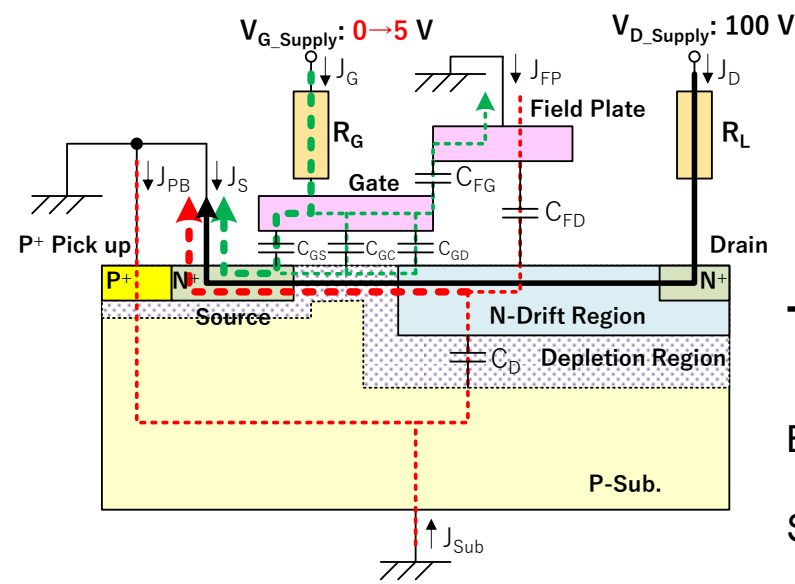 V_G_Supply: 0→5 V
V_D_Supply: 100 V
J_G
J_FP
J_D
Field Plate
R_G
R_L
J_PB
J_S
Gate
C_FG
C_FD
P⁺ Pick up
C_GS
C_GC
C_GD
Drain
P⁺
N⁺
N⁺
Source
N-Drift Region
C_D
Depletion Region
P-Sub.
J_Sub